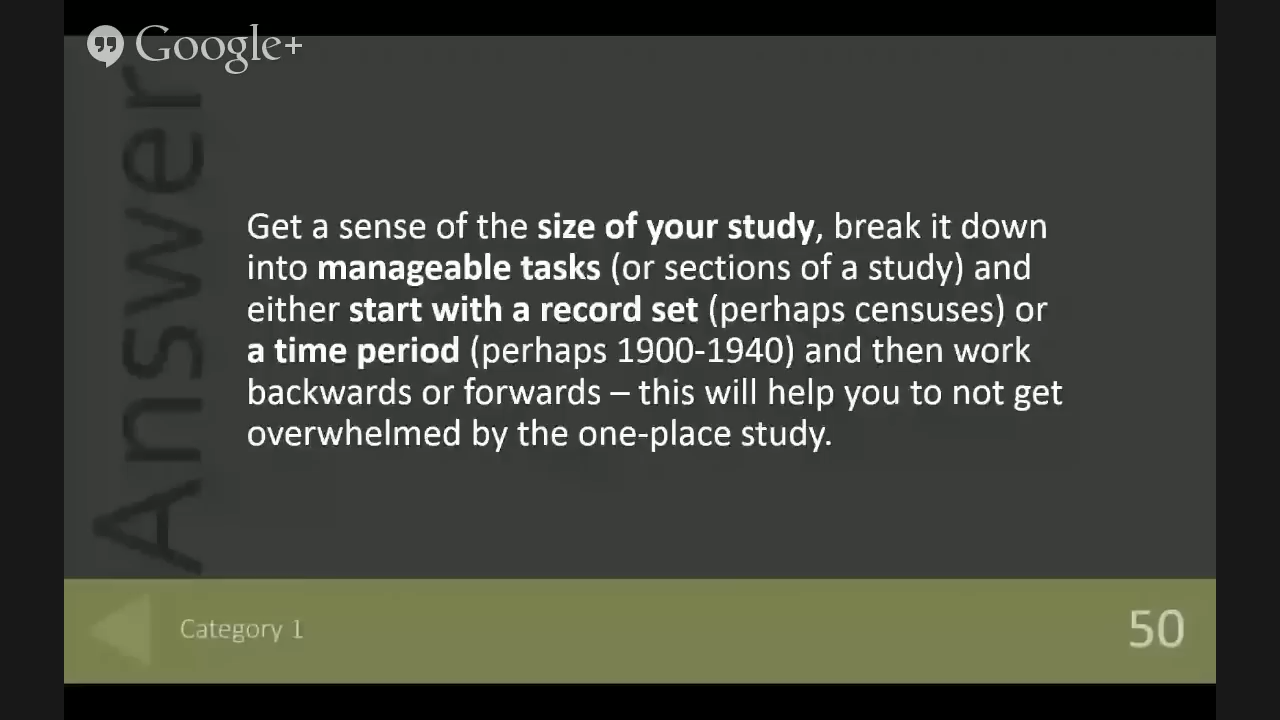 Google+
Answer
Get a sense of the size of your study, break it down
into manageable tasks (or sections of a study) and
either start with a record set (perhaps censuses) or
a time period (perhaps 1900-1940) and then work
backwards or forwards – this will help you to not get
overwhelmed by the one-place study.
Category 1
50